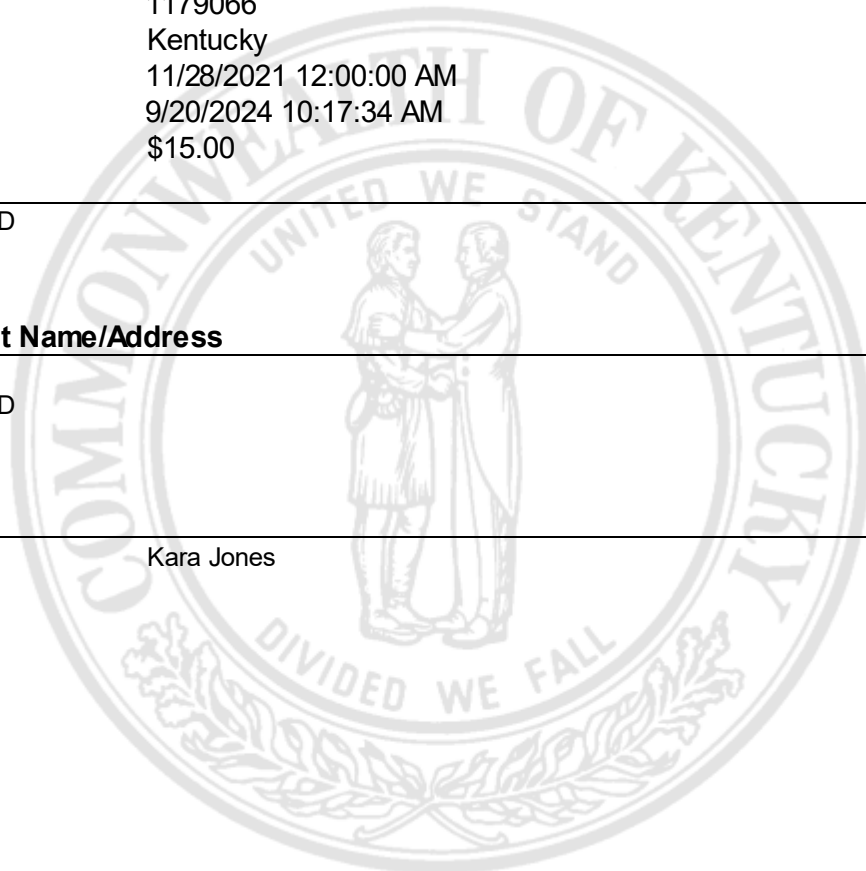 1179066
Kentucky
11/28/2021 12:00:00 AM
9/20/2024 10:17:34 AM
$15.00
D
t Name/Address
D
Kara Jones
COMMONWEALTH OF KENTUCKY
UNITED WE STAND
DIVIDED WE FALL